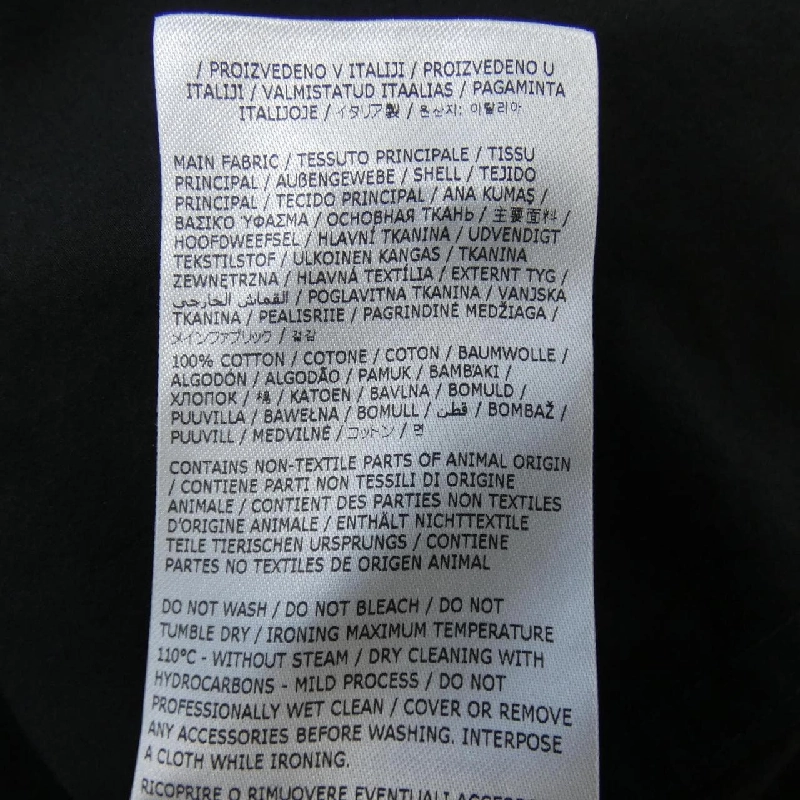 / PROIZVEDENO V ITALIJI / PROIZVEDENO U
ITALIJI / VALMISTATUD ITAALIAS / PAGAMINTA
ITALIJOJE / イタリア製 / 원산지: 이탈리아
MAIN FABRIC / TESSUTO PRINCIPALE / TISSU
PRINCIPAL / AUßENGEWEBE / SHELL / TEJIDO
PRINCIPAL / TECIDO PRINCIPAL / ANA KUMAŞ /
ΒΑΣΙΚΌ ΎΦΑΣΜΑ / ОСНОВНАЯ ТКАНЬ / 主要面料 /
HOOFDWEEFSEL / HLAVNÍ TKANINA / UDVENDIGT
TEKSTILSTOF / ULKOINEN KANGAS / TKANINA
ZEWNĘTRZNA / HLAVNÁ TEXTÍLIA / EXTERNT TYG /
القماش الخارجي / POGLAVITNA TKANINA / VANJSKA
TKANINA / PEALISRIIE / PAGRINDINĖ MEDŽIAGA /
メインファブリック / 겉감
100% COTTON / COTONE / COTON / BAUMWOLLE /
ALGODÓN / ALGODÃO / PAMUK / ΒΑΜΒΆΚΙ /
ХЛОПОК / 棉 / KATOEN / BAVLNA / BOMULD /
PUUVILLA / BAWEŁNA / BOMULL / قطن / BOMBAŽ /
PUUVILL / MEDVILNĖ / コットン / 면
CONTAINS NON-TEXTILE PARTS OF ANIMAL ORIGIN
/ CONTIENE PARTI NON TESSILI DI ORIGINE
ANIMALE / CONTIENT DES PARTIES NON TEXTILES
D'ORIGINE ANIMALE / ENTHÄLT NICHTTEXTILE
TEILE TIERISCHEN URSPRUNGS / CONTIENE
PARTES NO TEXTILES DE ORIGEN ANIMAL
DO NOT WASH / DO NOT BLEACH / DO NOT
TUMBLE DRY / IRONING MAXIMUM TEMPERATURE
110°C - WITHOUT STEAM / DRY CLEANING WITH
HYDROCARBONS - MILD PROCESS / DO NOT
PROFESSIONALLY WET CLEAN / COVER OR REMOVE
ANY ACCESSORIES BEFORE WASHING. INTERPOSE
A CLOTH WHILE IRONING.
RICOPRIRE O RIMUOVERE EVENTUALI